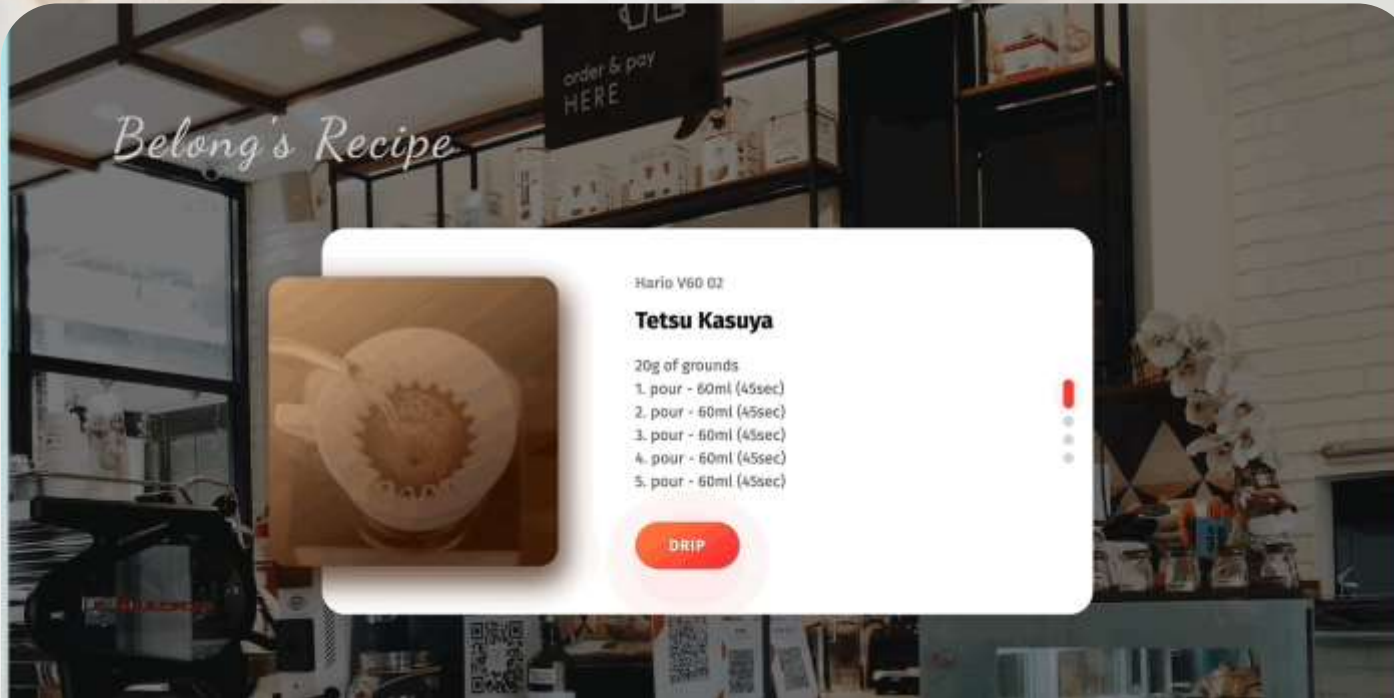 order & pay
HERE
Belong's Recipe
Hario V60 02
Tetsu Kasuya
20g of grounds
1. pour - 60ml (45sec)
2. pour - 60ml (45sec)
3. pour - 60ml (45sec)
4. pour - 60ml (45sec)
5. pour - 60ml (45sec)
DRIP